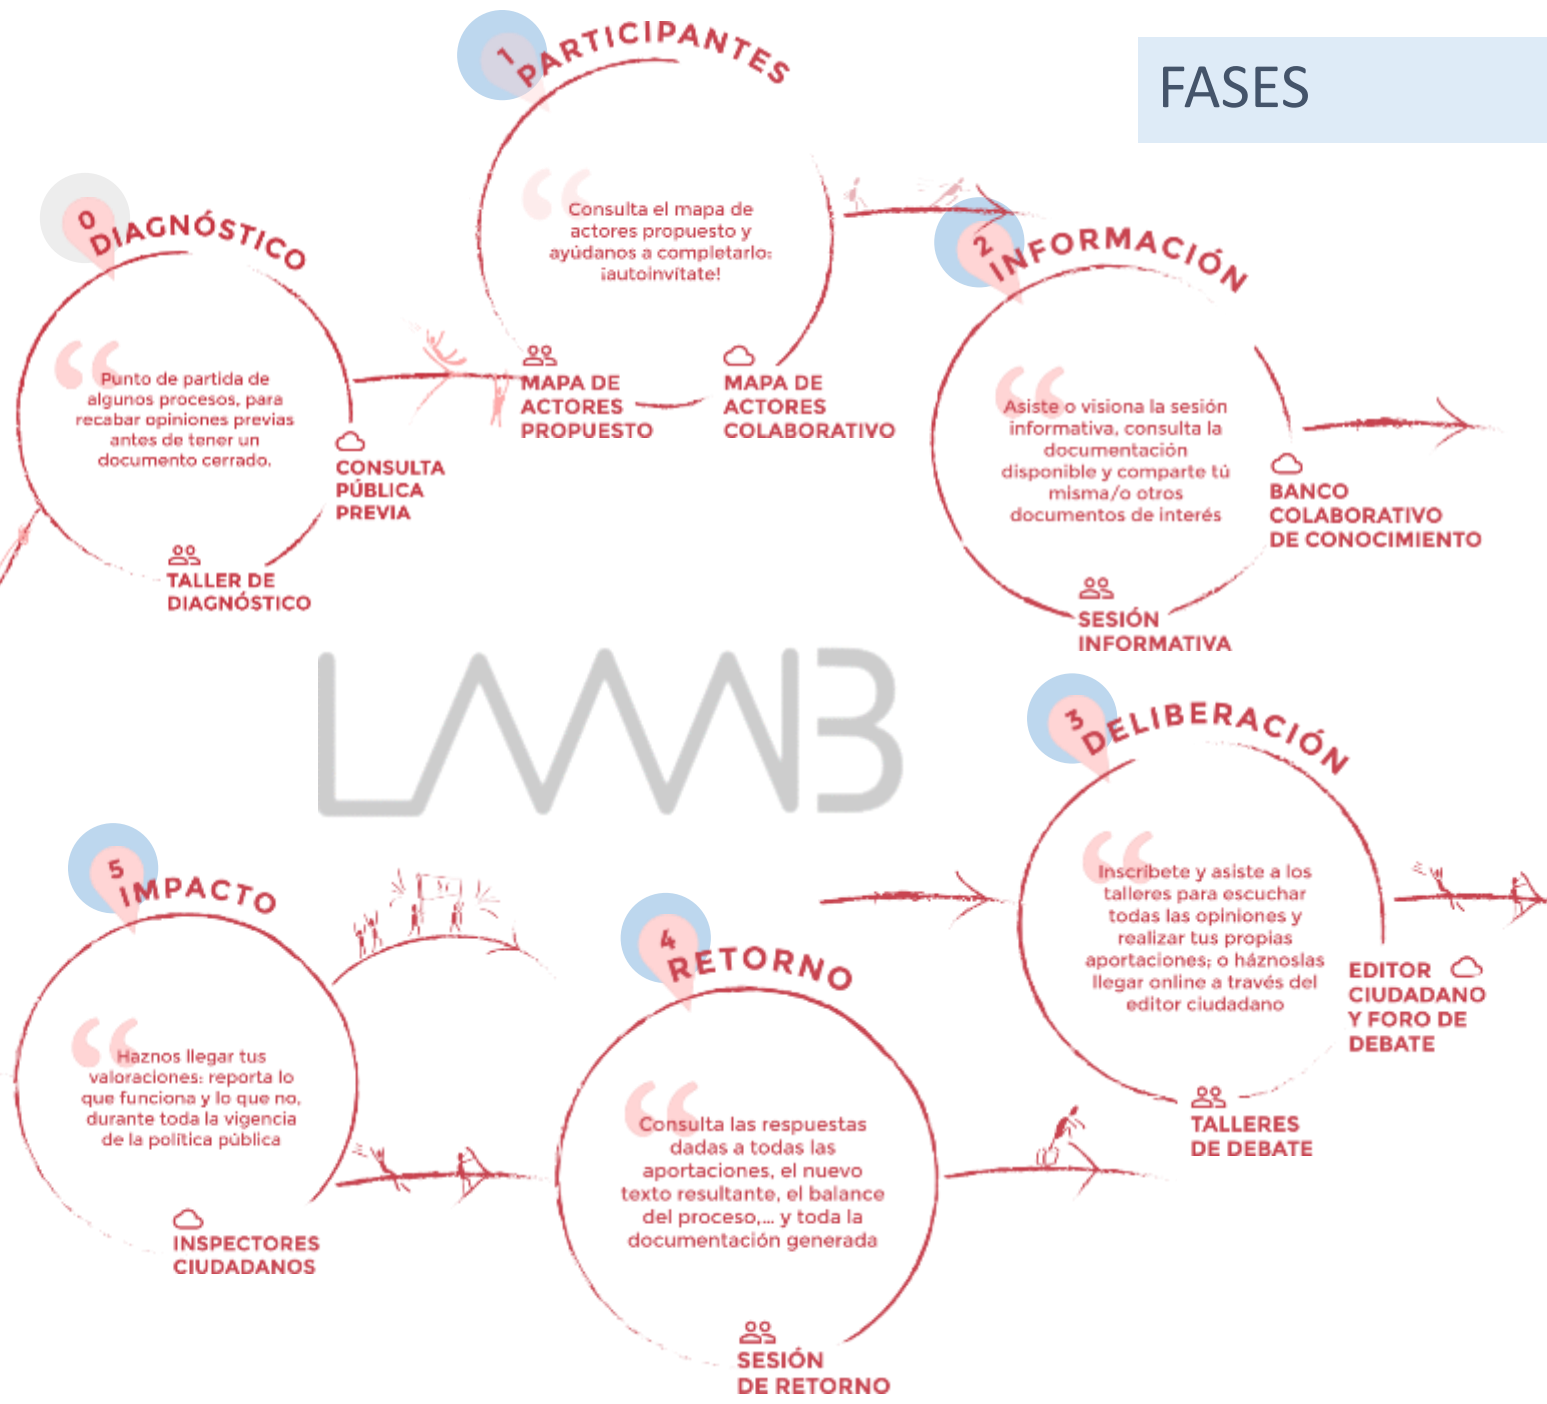 FASES
0
DIAGNÓSTICO
Punto de partida de
algunos procesos, para
recabar opiniones previas
antes de tener un
documento cerrado.
CONSULTA
PÚBLICA
PREVIA
TALLER DE
DIAGNÓSTICO
1
PARTICIPANTES
Consulta el mapa de
actores propuesto y
ayúdanos a completarlo:
¡autoinvítate!
MAPA DE
ACTORES
PROPUESTO
MAPA DE
ACTORES
COLABORATIVO
2
INFORMACIÓN
Asiste o visiona la sesión
informativa, consulta la
documentación
disponible y comparte tú
misma/o otros
documentos de interés
BANCO
COLABORATIVO
DE CONOCIMIENTO
SESIÓN
INFORMATIVA
LAAAB
3
DELIBERACIÓN
Inscríbete y asiste a los
talleres para escuchar
todas las opiniones y
realizar tus propias
aportaciones; o háznoslas
llegar online a través del
editor ciudadano
EDITOR
CIUDADANO
Y FORO DE
DEBATE
TALLERES
DE DEBATE
4
RETORNO
Consulta las respuestas
dadas a todas las
aportaciones, el nuevo
texto resultante, el balance
del proceso,... y toda la
documentación generada
SESIÓN
DE RETORNO
5
IMPACTO
Haznos llegar tus
valoraciones: reporta lo
que funciona y lo que no,
durante toda la vigencia
de la política pública
INSPECTORES
CIUDADANOS